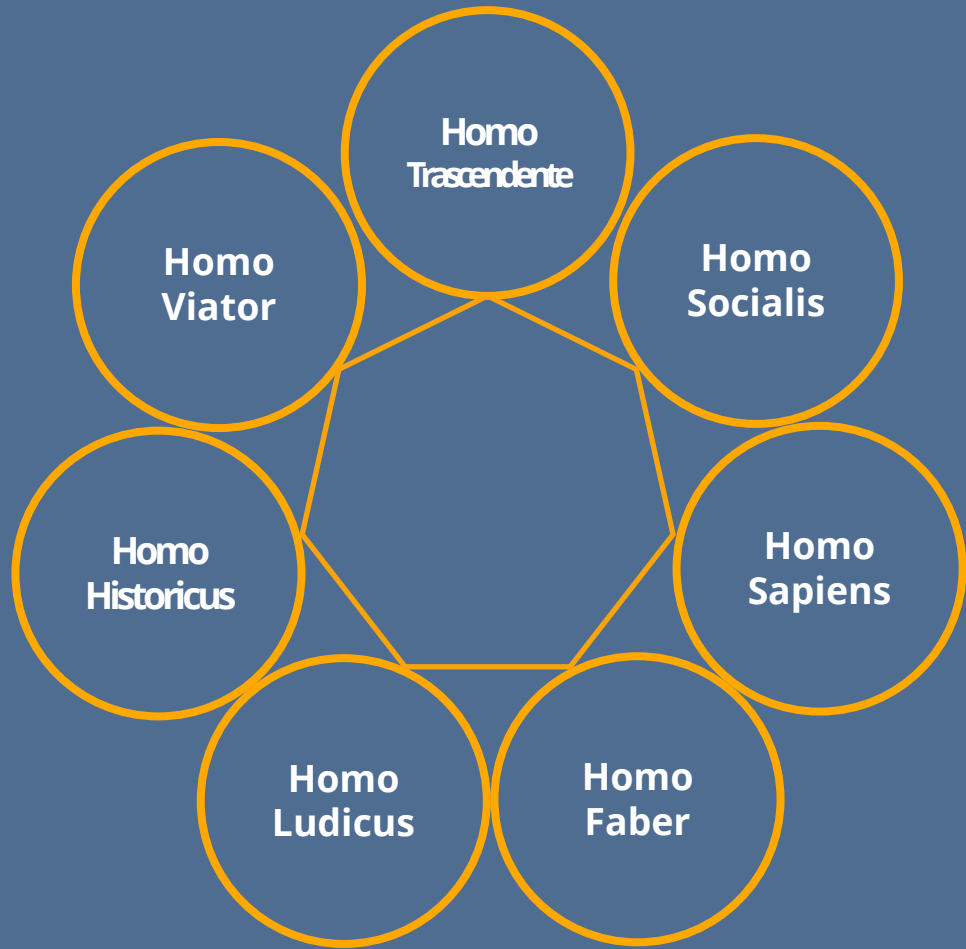 Homo
Trascendente
Homo
Viator
Homo
Socialis
Homo
Historicus
Homo
Sapiens
Homo
Ludicus
Homo
Faber